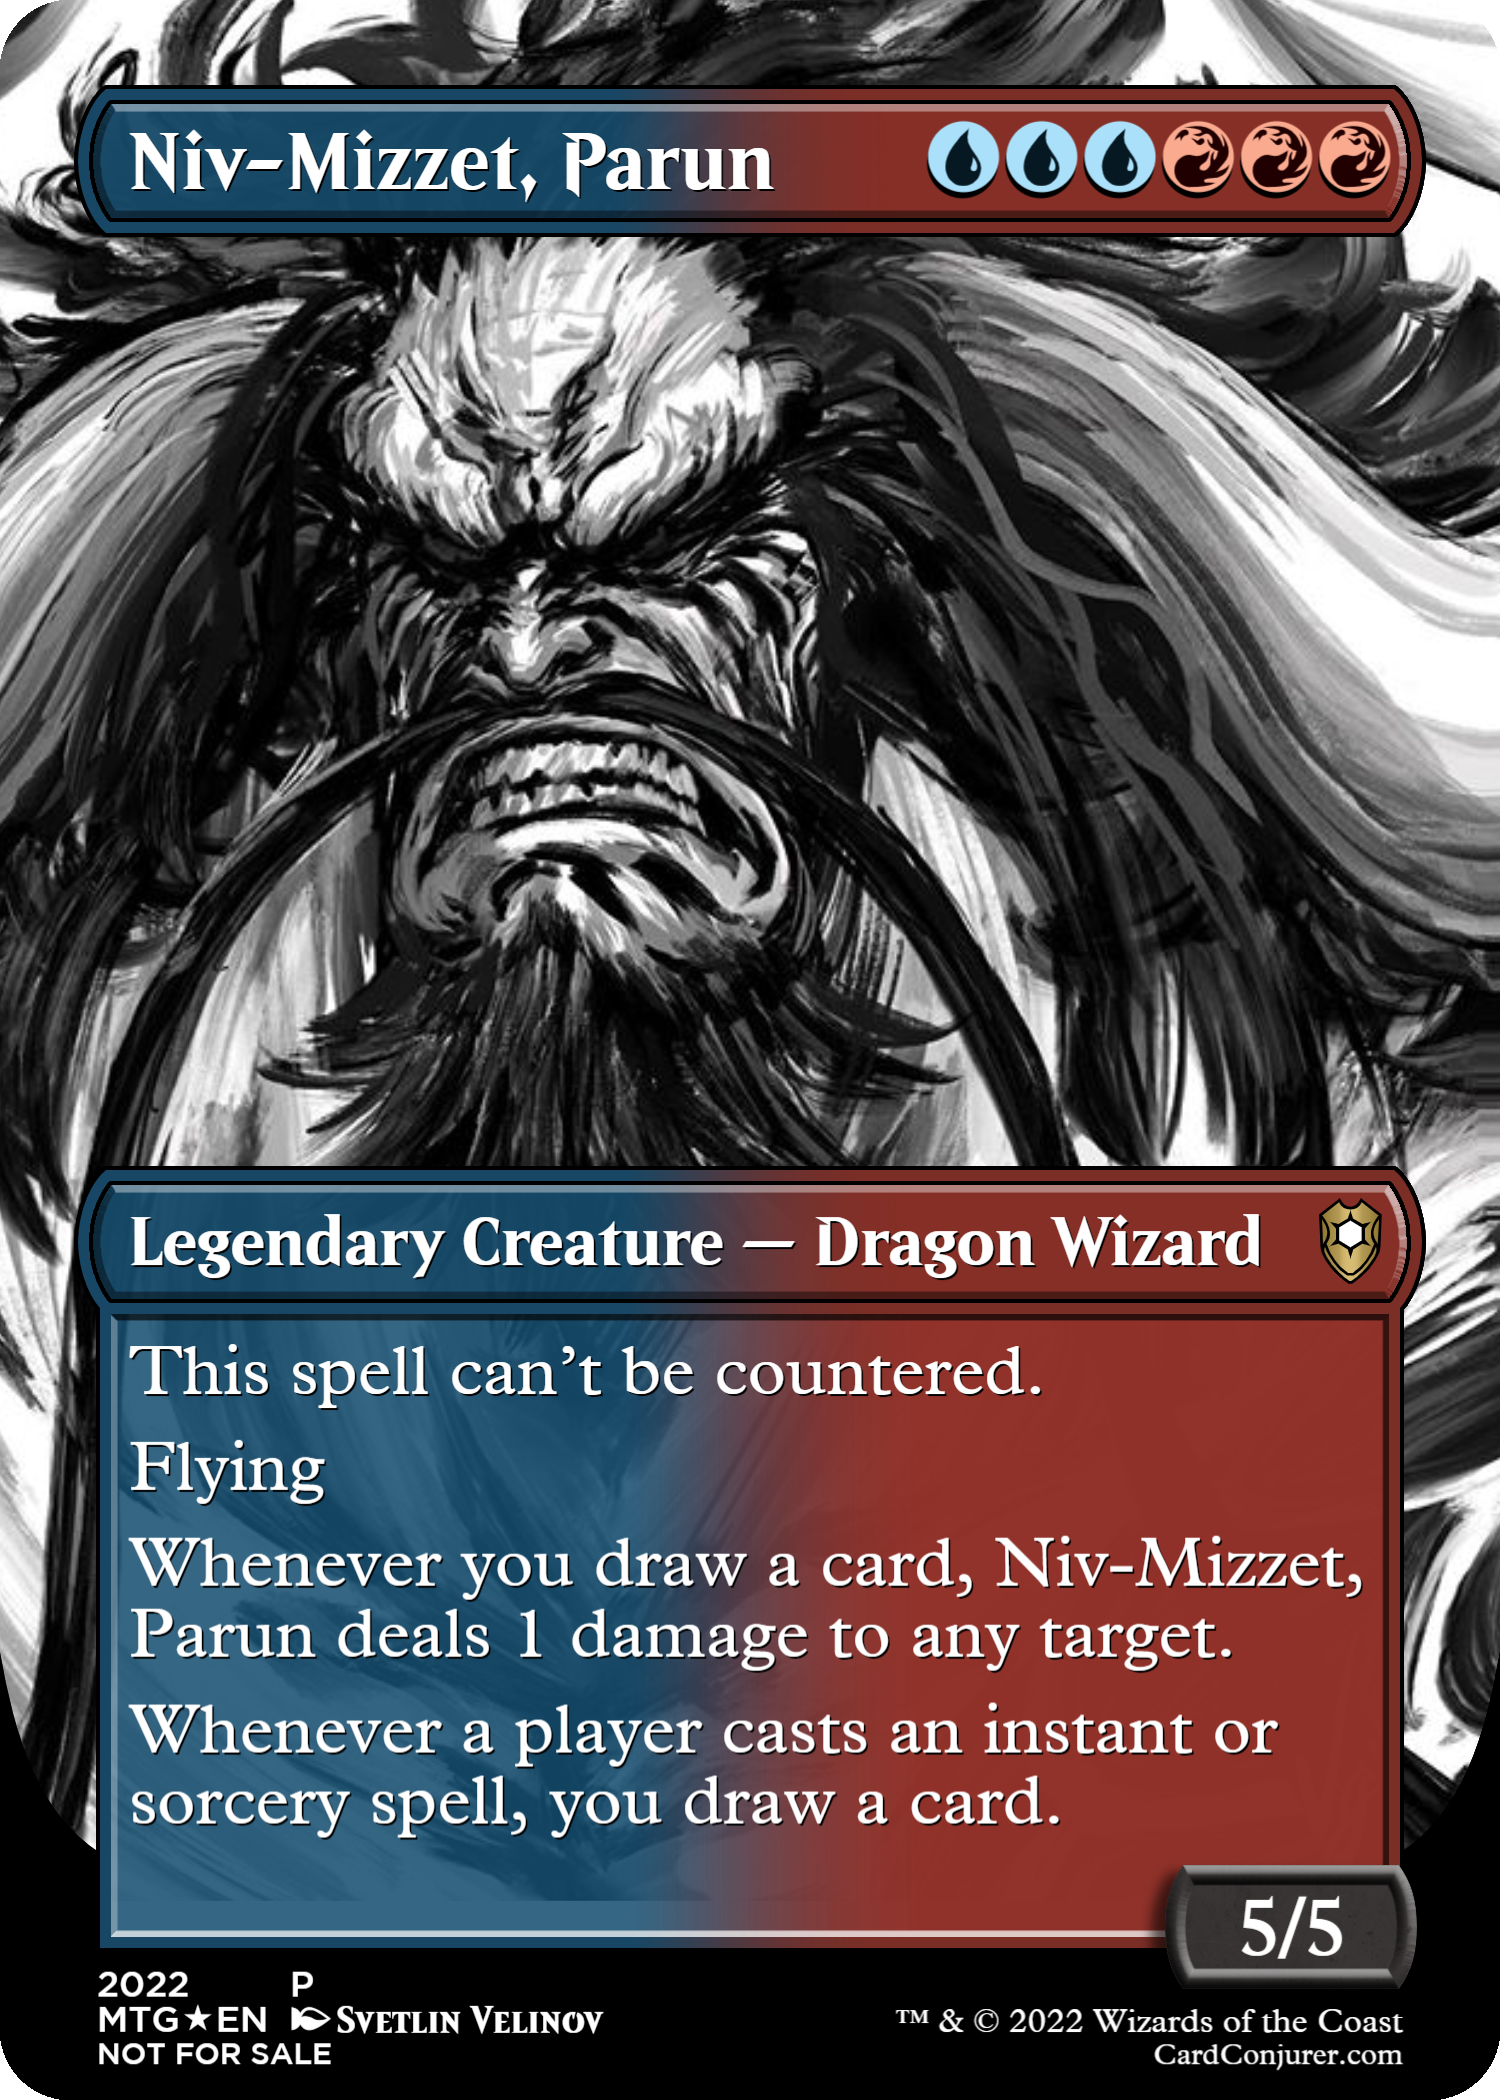 Niv-Mizzet, Parun
Legendary Creature — Dragon Wizard
This spell can't be countered.
Flying
Whenever you draw a card, Niv-Mizzet,
Parun deals 1 damage to any target.
Whenever a player casts an instant or
sorcery spell, you draw a card.
5/5
2022 P
MTG★EN Svetlin Velinov
NOT FOR SALE
™ & © 2022 Wizards of the Coast
CardConjurer.com